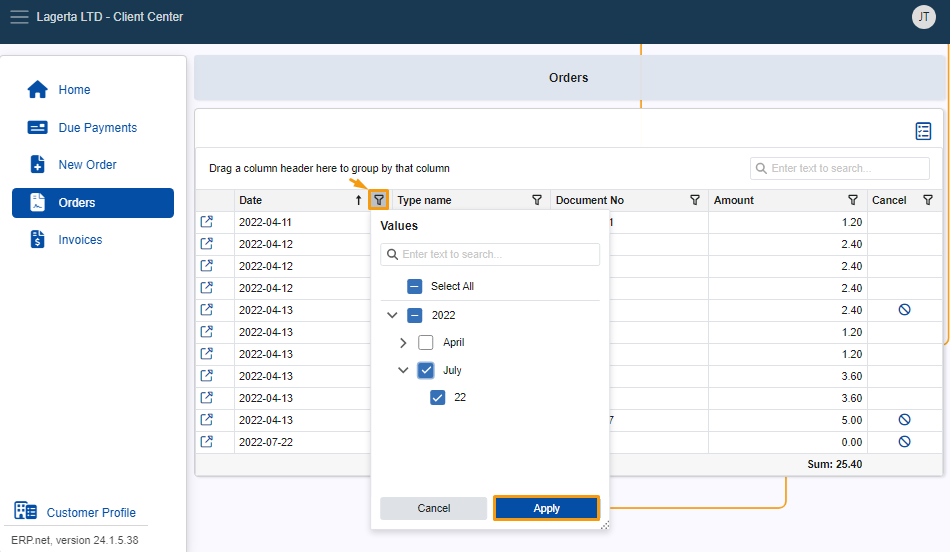 Lagerta LTD - Client Center
JT
Home
Due Payments
New Order
Orders
Invoices
Customer Profile
ERP.net, version 24.1.5.38
Orders
Drag a column header here to group by that column
Enter text to search...
Date Type name Document No Amount Cancel
2022-04-11 1 1.20
2022-04-12 2.40
2022-04-12 2.40
2022-04-12 2.40
2022-04-13 2.40
2022-04-13 1.20
2022-04-13 1.20
2022-04-13 3.60
2022-04-13 3.60
2022-04-13 7 5.00
2022-07-22 0.00
Sum: 25.40
Values
Enter text to search...
Select All
2022
April
July
22
Cancel Apply